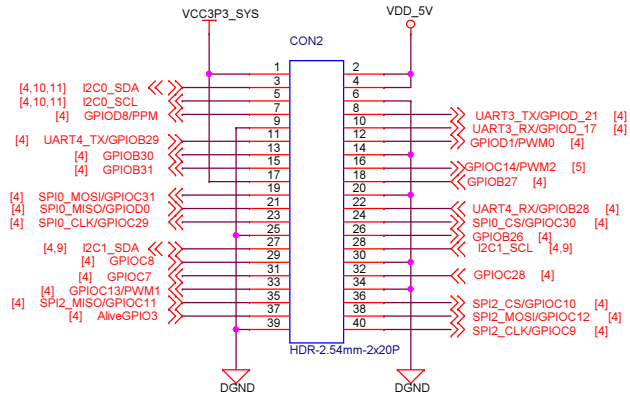 VCC3P3_SYS VDD_5V
CON2
1 2
[4,10,11] I2C0_SDA 3 4
[4,10,11] I2C0_SCL 5 6
[4] GPIOD8/PPM 7 8 UART3_TX/GPIOD_21 [4]
9 10 UART3_RX/GPIOD_17 [4]
[4] UART4_TX/GPIOB29 11 12 GPIOD1/PWM0 [4]
[4] GPIOB30 13 14
[4] GPIOB31 15 16 GPIOC14/PWM2 [5]
17 18 GPIOB27 [4]
[4] SPI0_MOSI/GPIOC31 19 20
[4] SPI0_MISO/GPIOD0 21 22 UART4_RX/GPIOB28 [4]
[4] SPI0_CLK/GPIOC29 23 24 SPI0_CS/GPIOC30 [4]
25 26 GPIOB26 [4]
[4,9] I2C1_SDA 27 28 I2C1_SCL [4,9]
[4] GPIOC8 29 30
[4] GPIOC7 31 32 GPIOC28 [4]
[4] GPIOC13/PWM1 33 34
[4] SPI2_MISO/GPIOC11 35 36 SPI2_CS/GPIOC10 [4]
[4] AliveGPIO3 37 38 SPI2_MOSI/GPIOC12 [4]
39 40 SPI2_CLK/GPIOC9 [4]
HDR-2.54mm-2x20P
DGND DGND